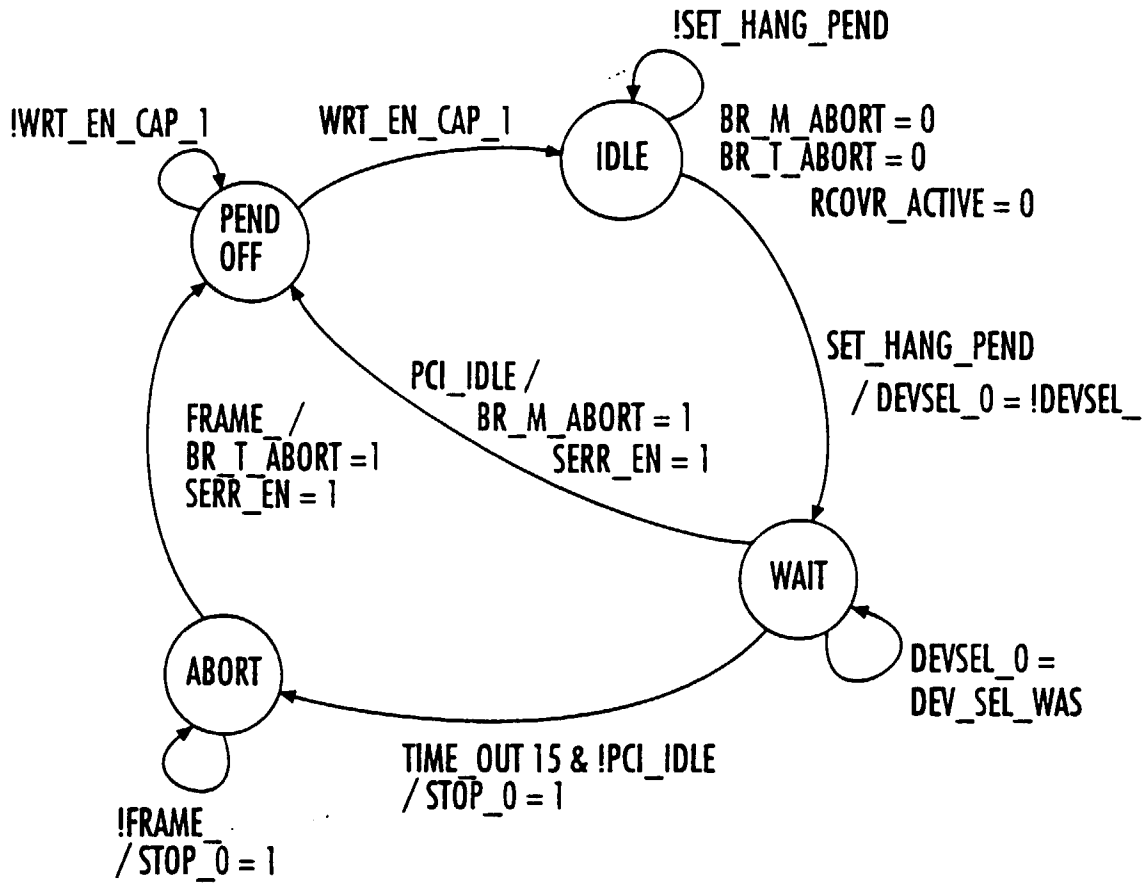 !SET_HANG_PEND
!WRT_EN_CAP_1
WRT_EN_CAP_1
IDLE
BR_M_ABORT = 0
BR_T_ABORT = 0
RCOVR_ACTIVE = 0
PEND
OFF
SET_HANG_PEND
/ DEVSEL_0 = !DEVSEL_
PCI_IDLE /
BR_M_ABORT = 1
SERR_EN = 1
FRAME_ /
BR_T_ABORT =1
SERR_EN = 1
WAIT
ABORT
DEVSEL_0 =
DEV_SEL_WAS
TIME_OUT 15 & !PCI_IDLE
/ STOP_0 = 1
!FRAME_
/ STOP_0 = 1